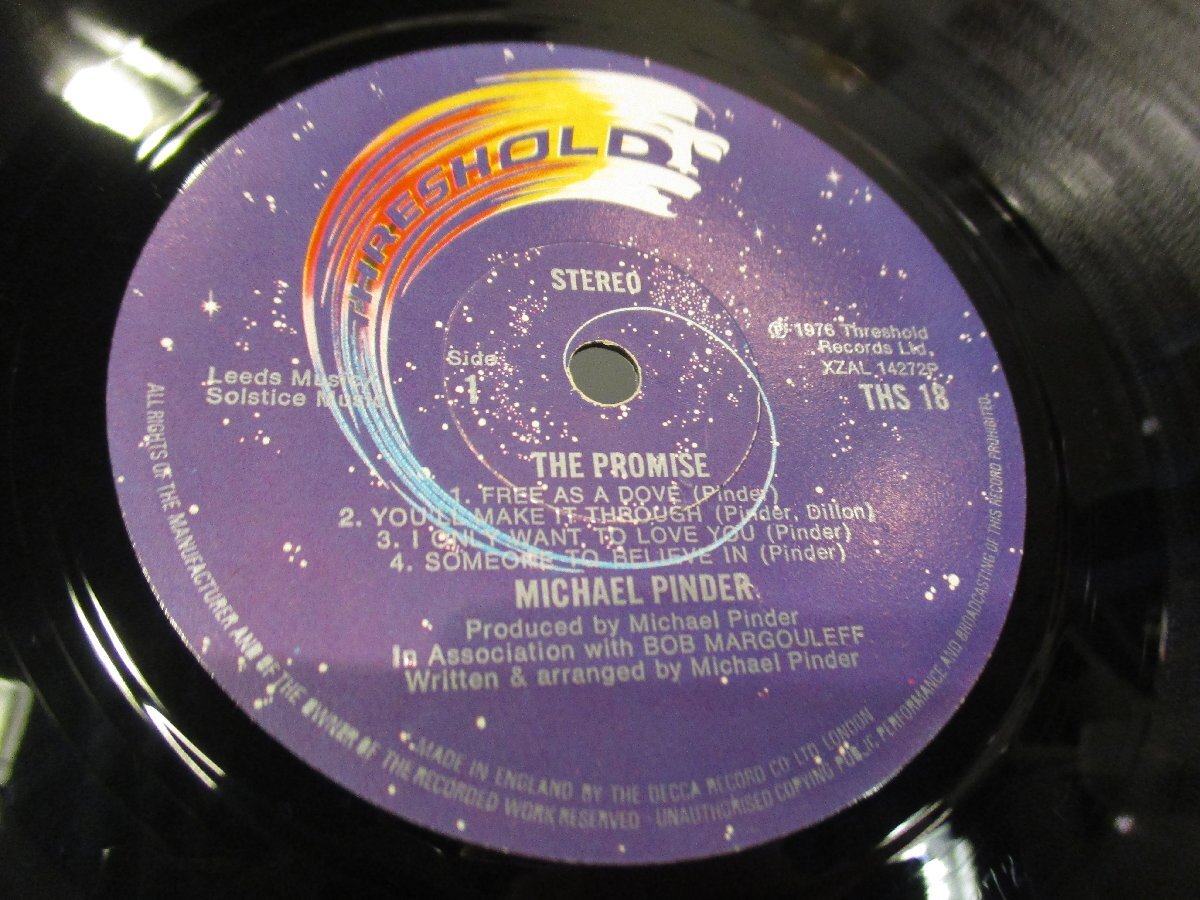 THRESHOLD
STEREO
Side
1
Leeds Music/
Solstice Music
Ⓟ 1976 Threshold
Records Ltd.
XZAL 14272P
THS 18
THE PROMISE
1. FREE AS A DOVE (Pinder)
2. YOU'LL MAKE IT THROUGH (Pinder, Dillon)
3. I ONLY WANT TO LOVE YOU (Pinder)
4. SOMEONE TO BELIEVE IN (Pinder)
MICHAEL PINDER
Produced by Michael Pinder
In Association with BOB MARGOULEFF
Written & arranged by Michael Pinder
MADE IN ENGLAND BY THE DECCA RECORD CO LTD LONDON
ALL RIGHTS OF THE MANUFACTURER AND OF THE OWNER OF THE RECORDED WORK RESERVED · UNAUTHORISED COPYING PUBLIC PERFORMANCE AND BROADCASTING OF THIS RECORD PROHIBITED.